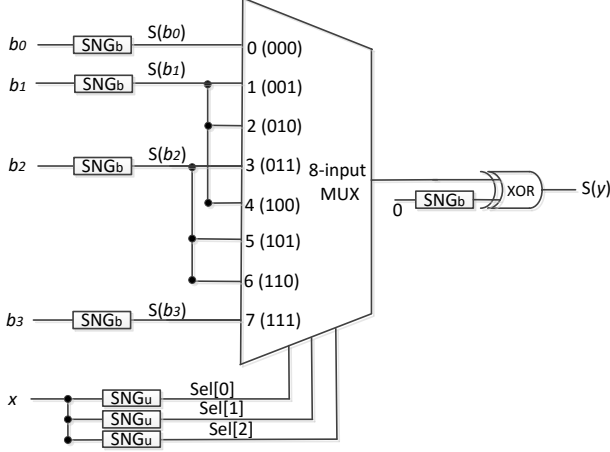 b0 SNGb S(b0) 0 (000)
b1 SNGb S(b1) 1 (001)
2 (010)
b2 SNGb S(b2) 3 (011)
8-input
MUX
4 (100)
5 (101)
6 (110)
b3 SNGb S(b3) 7 (111)
0 SNGb XOR S(y)
x SNGu Sel[0]
SNGu Sel[1]
SNGu Sel[2]